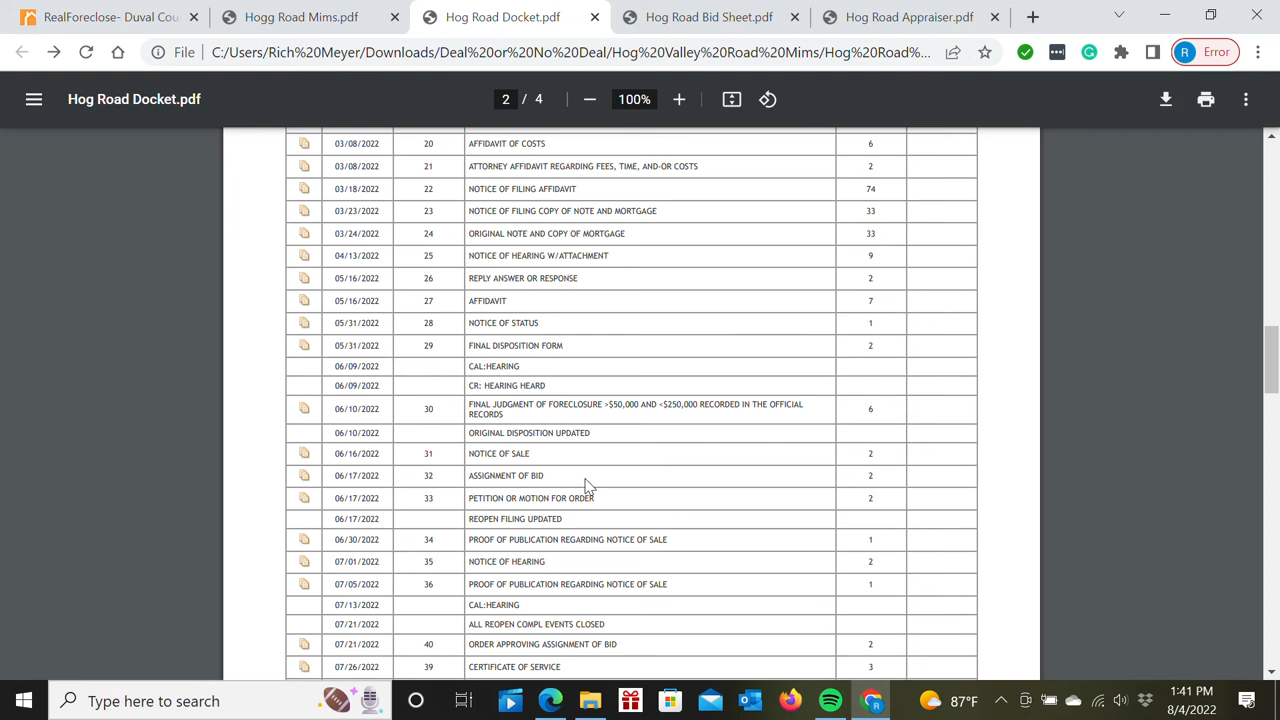 RealForeclose- Duval Cou
Hogg Road Mims.pdf
Hog Road Docket.pdf
Hog Road Bid Sheet.pdf
Hog Road Appraiser.pdf
File
C:/Users/Rich%20Meyer/Downloads/Deal%20or%20No%20Deal/Hog%20Valley%20Road%20Mims/Hog%20Road%...
R Error
Hog Road Docket.pdf
2 / 4
100%
03/08/2022 20 AFFIDAVIT OF COSTS 6
03/08/2022 21 ATTORNEY AFFIDAVIT REGARDING FEES, TIME, AND-OR COSTS 2
03/18/2022 22 NOTICE OF FILING AFFIDAVIT 74
03/23/2022 23 NOTICE OF FILING COPY OF NOTE AND MORTGAGE 33
03/24/2022 24 ORIGINAL NOTE AND COPY OF MORTGAGE 33
04/13/2022 25 NOTICE OF HEARING W/ATTACHMENT 9
05/16/2022 26 REPLY ANSWER OR RESPONSE 2
05/16/2022 27 AFFIDAVIT 7
05/31/2022 28 NOTICE OF STATUS 1
05/31/2022 29 FINAL DISPOSITION FORM 2
06/09/2022 CAL:HEARING
06/09/2022 CR: HEARING HEARD
06/10/2022 30 FINAL JUDGMENT OF FORECLOSURE >$50,000 AND <$250,000 RECORDED IN THE OFFICIAL 6
RECORDS
06/10/2022 ORIGINAL DISPOSITION UPDATED
06/16/2022 31 NOTICE OF SALE 2
06/17/2022 32 ASSIGNMENT OF BID 2
06/17/2022 33 PETITION OR MOTION FOR ORDER 2
06/17/2022 REOPEN FILING UPDATED
06/30/2022 34 PROOF OF PUBLICATION REGARDING NOTICE OF SALE 1
07/01/2022 35 NOTICE OF HEARING 2
07/05/2022 36 PROOF OF PUBLICATION REGARDING NOTICE OF SALE 1
07/13/2022 CAL:HEARING
07/21/2022 ALL REOPEN COMPL EVENTS CLOSED
07/21/2022 40 ORDER APPROVING ASSIGNMENT OF BID 2
07/26/2022 39 CERTIFICATE OF SERVICE 3
Type here to search
87°F
1:41 PM
8/4/2022